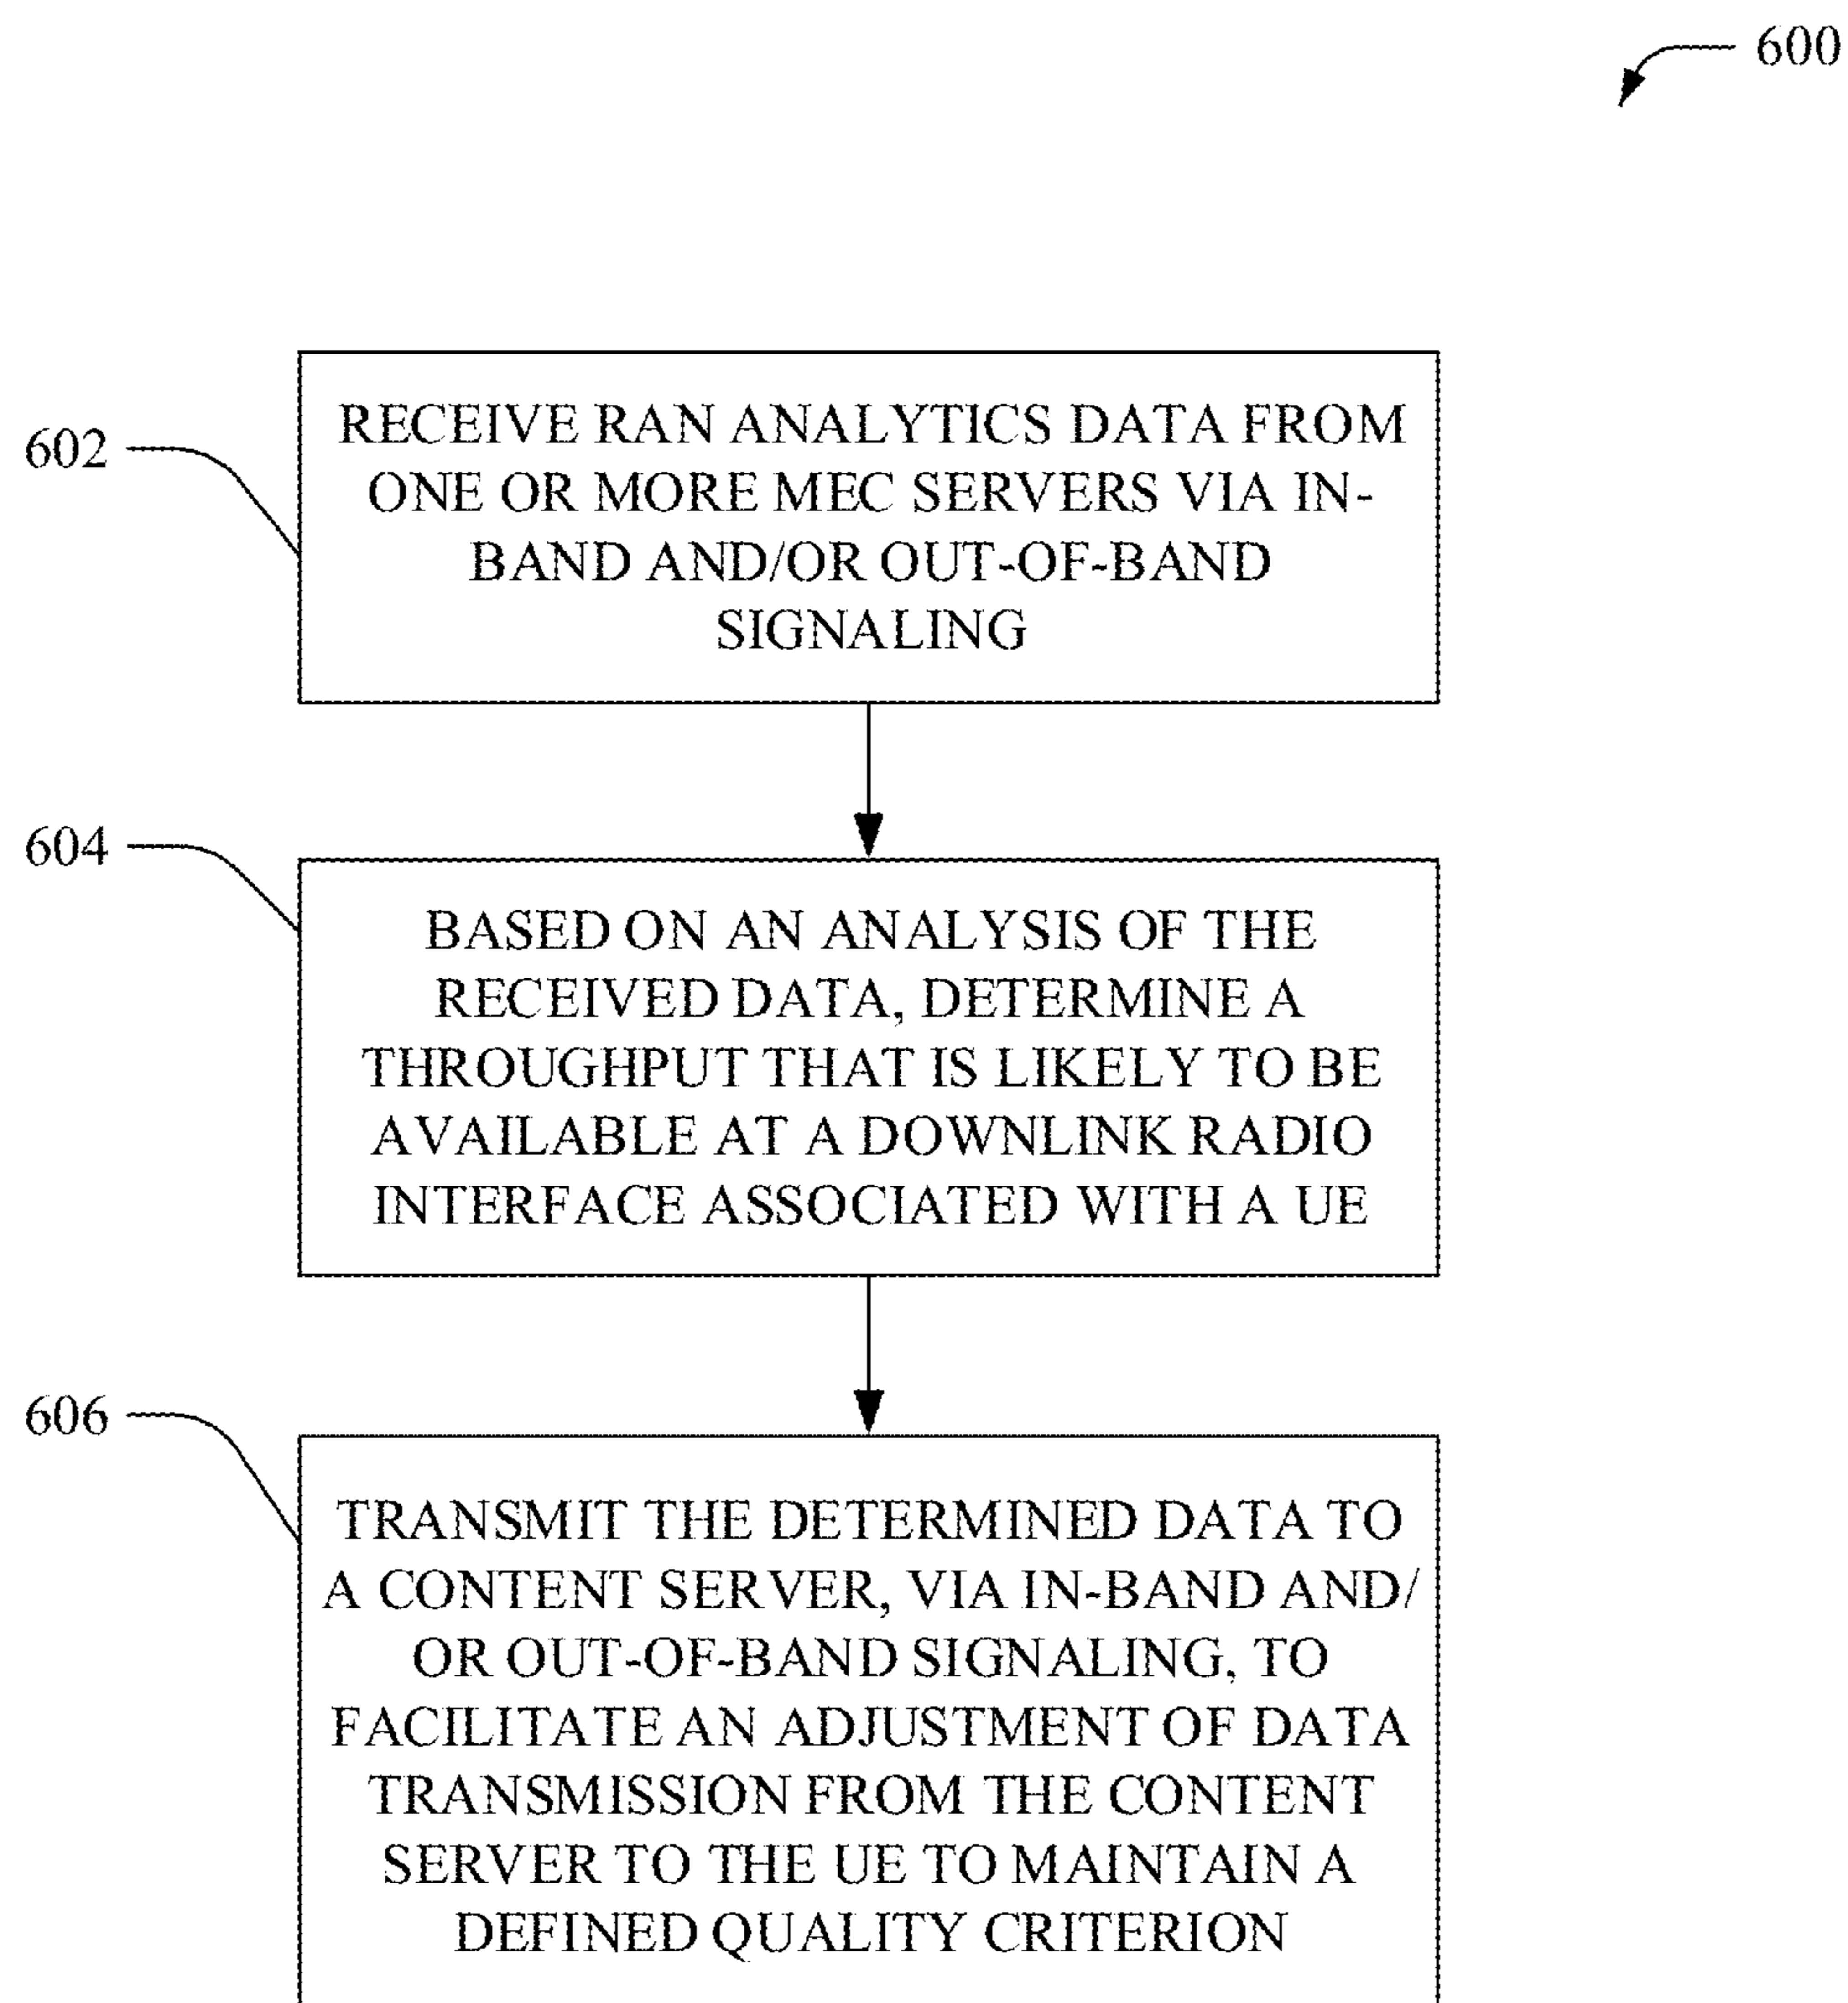 600
602
RECEIVE RAN ANALYTICS DATA FROM
ONE OR MORE MEC SERVERS VIA IN-
BAND AND/OR OUT-OF-BAND
SIGNALING
604
BASED ON AN ANALYSIS OF THE
RECEIVED DATA, DETERMINE A
THROUGHPUT THAT IS LIKELY TO BE
AVAILABLE AT A DOWNLINK RADIO
INTERFACE ASSOCIATED WITH A UE
606
TRANSMIT THE DETERMINED DATA TO
A CONTENT SERVER, VIA IN-BAND AND/
OR OUT-OF-BAND SIGNALING, TO
FACILITATE AN ADJUSTMENT OF DATA
TRANSMISSION FROM THE CONTENT
SERVER TO THE UE TO MAINTAIN A
DEFINED QUALITY CRITERION